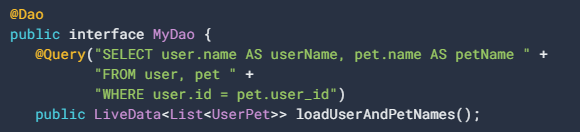 @Dao
public interface MyDao {
@Query("SELECT user.name AS userName, pet.name AS petName " +
"FROM user, pet " +
"WHERE user.id = pet.user_id")
public LiveData<List<UserPet>> loadUserAndPetNames();